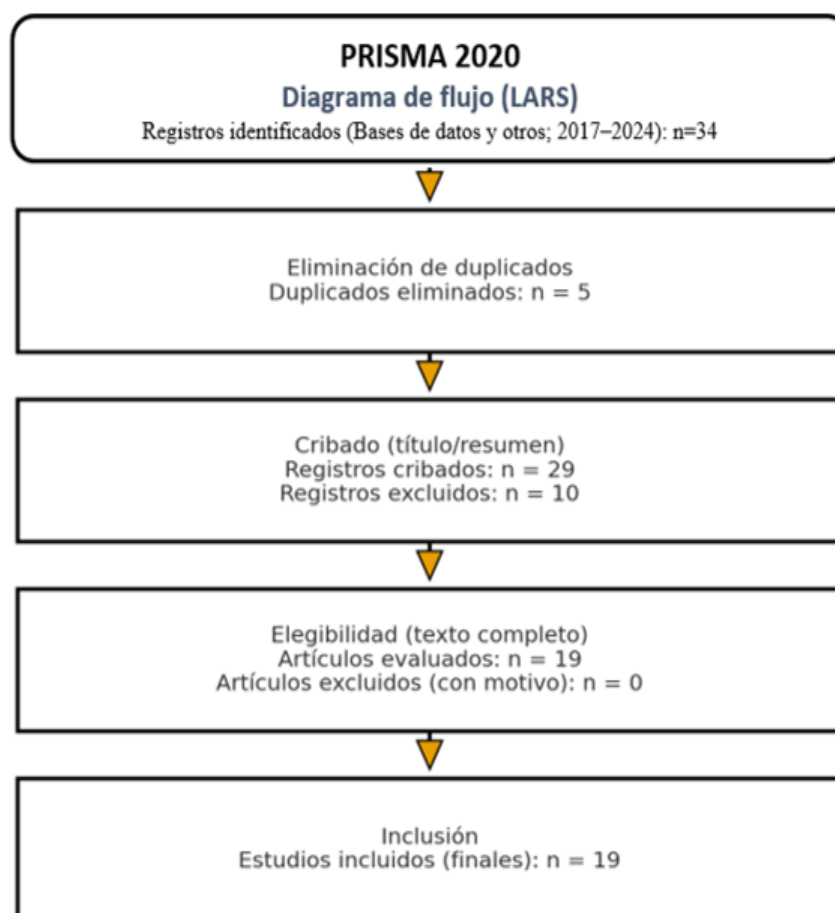 PRISMA 2020
Diagrama de flujo (LARS)
Registros identificados (Bases de datos y otros; 2017–2024): n=34
Eliminación de duplicados
Duplicados eliminados: n = 5
Cribado (título/resumen)
Registros cribados: n = 29
Registros excluidos: n = 10
Elegibilidad (texto completo)
Artículos evaluados: n = 19
Artículos excluidos (con motivo): n = 0
Inclusión
Estudios incluidos (finales): n = 19